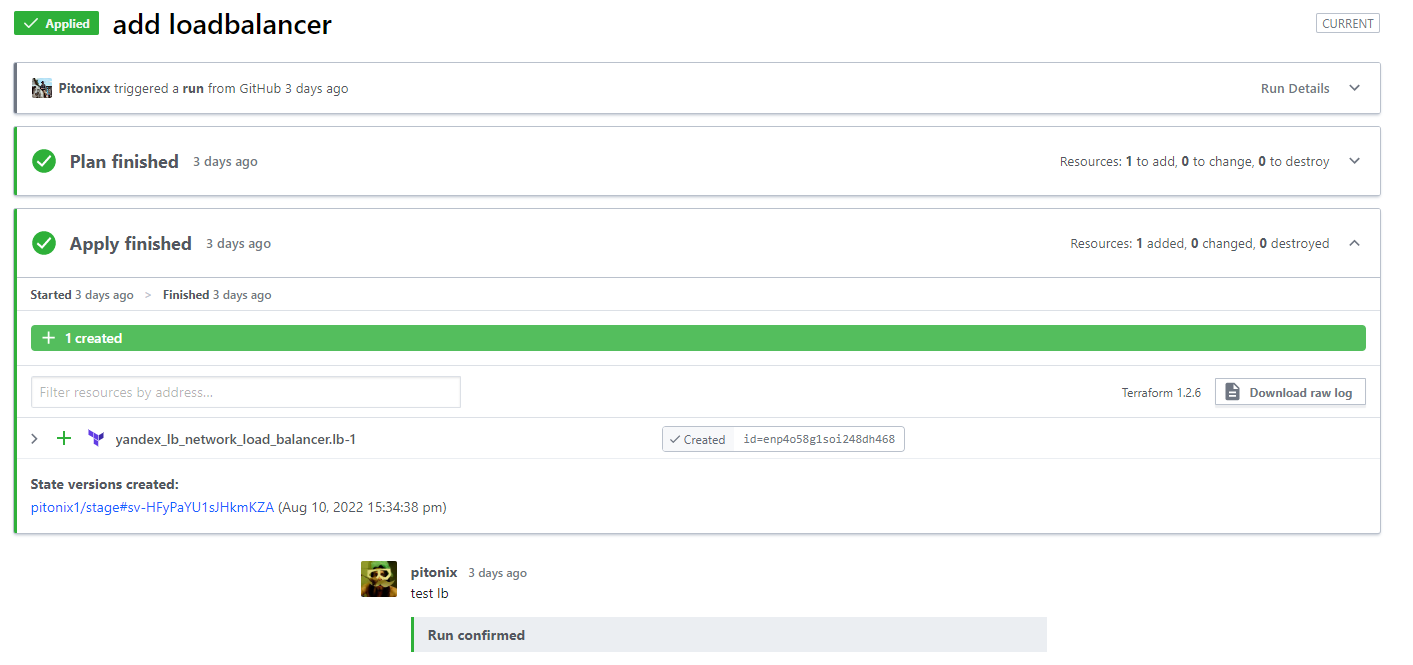 Applied add loadbalancer CURRENT
Pitonixx triggered a run from GitHub 3 days ago Run Details
Plan finished 3 days ago Resources: 1 to add, 0 to change, 0 to destroy
Apply finished 3 days ago Resources: 1 added, 0 changed, 0 destroyed
Started 3 days ago > Finished 3 days ago
+ 1 created
Filter resources by address... Terraform 1.2.6 Download raw log
yandex_lb_network_load_balancer.lb-1 Created id=enp4o58g1soi248dh468
State versions created:
pitonix1/stage#sv-HFyPaYU1sJHkmKZA (Aug 10, 2022 15:34:38 pm)
pitonix 3 days ago
test lb
Run confirmed